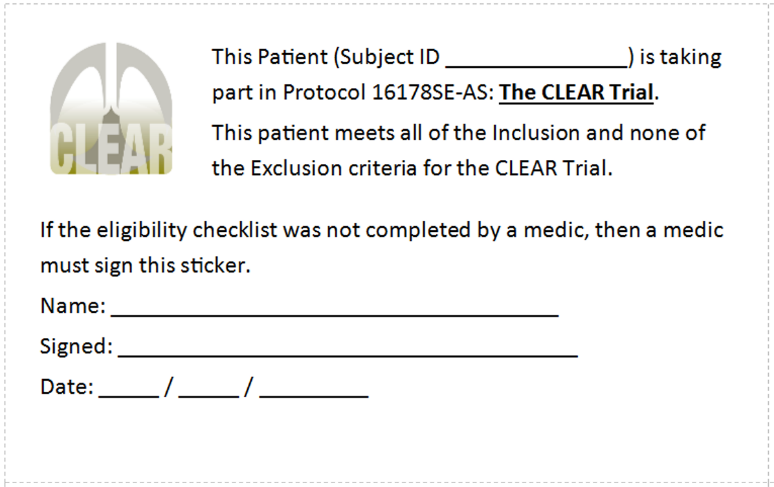 CLEAR
This Patient (Subject ID ________________) is taking
part in Protocol 16178SE-AS: The CLEAR Trial.
This patient meets all of the Inclusion and none of
the Exclusion criteria for the CLEAR Trial.
If the eligibility checklist was not completed by a medic, then a medic
must sign this sticker.
Name: ________________________________________
Signed: _________________________________________
Date: _____ / _____ / _________